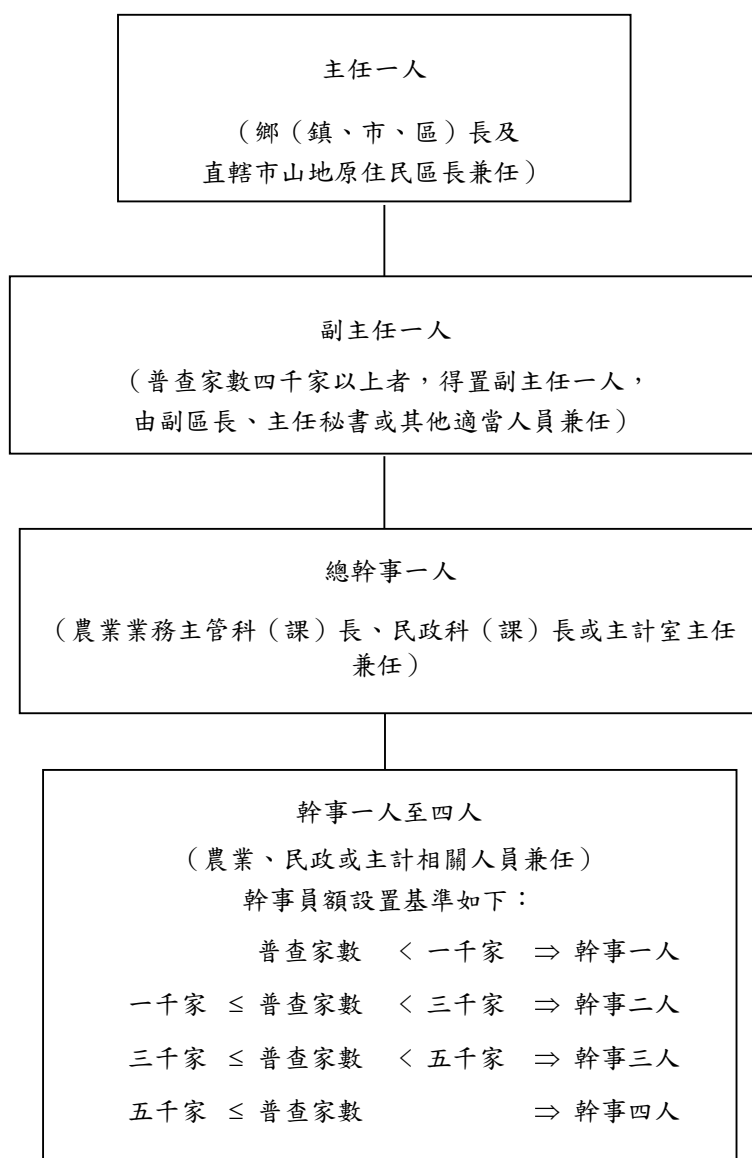 主任一人
（鄉（鎮、市、區）長及
直轄市山地原住民區長兼任）
副主任一人
（普查家數四千家以上者，得置副主任一人，
由副區長、主任秘書或其他適當人員兼任）
總幹事一人
（農業業務主管科（課）長、民政科（課）長或主計室主任
兼任）
幹事一人至四人
（農業、民政或主計相關人員兼任）
幹事員額設置基準如下：
普查家數 < 一千家 ⇒ 幹事一人
一千家 ≤ 普查家數 < 三千家 ⇒ 幹事二人
三千家 ≤ 普查家數 < 五千家 ⇒ 幹事三人
五千家 ≤ 普查家數 ⇒ 幹事四人